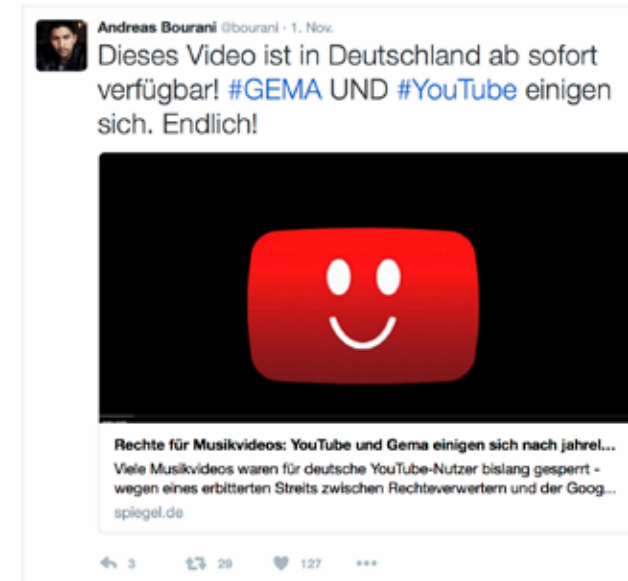 Andreas Bourani @bourani · 1. Nov.
Dieses Video ist in Deutschland ab sofort
verfügbar! #GEMA UND #YouTube einigen
sich. Endlich!
Rechte für Musikvideos: YouTube und Gema einigen sich nach jahrel...
Viele Musikvideos waren für deutsche YouTube-Nutzer bislang gesperrt -
wegen eines erbitterten Streits zwischen Rechteverwertern und der Goog...
spiegel.de
3 29 127